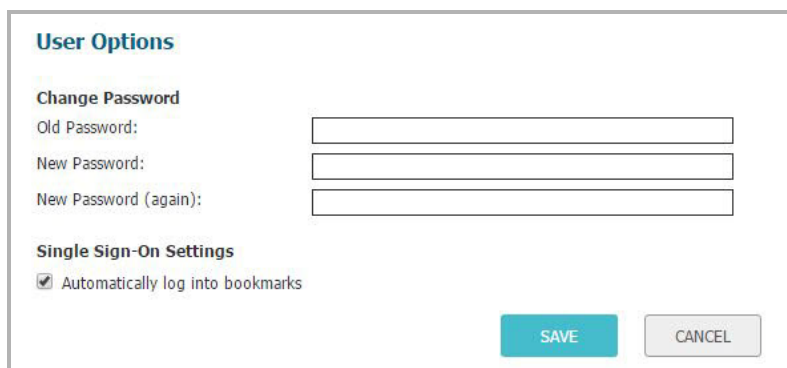 User Options
Change Password
Old Password:
New Password:
New Password (again):
Single Sign-On Settings
Automatically log into bookmarks
SAVE CANCEL